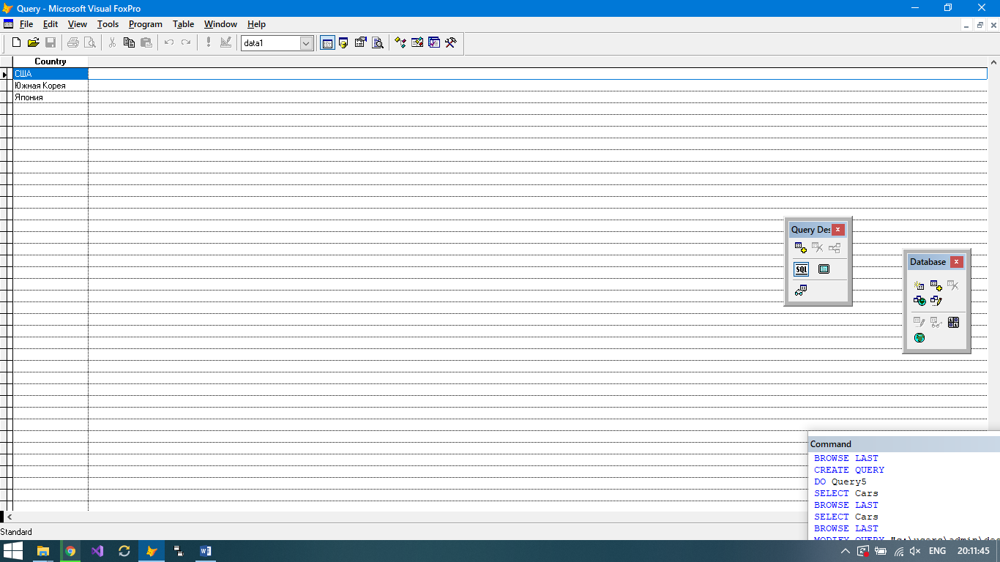 Query - Microsoft Visual FoxPro
File Edit View Tools Program Table Window Help
data1
Country
США
Южная Корея
Япония
Query Des
SQL
Database
Command
BROWSE LAST
CREATE QUERY
DO Query5
SELECT Cars
BROWSE LAST
SELECT Cars
BROWSE LAST
MODIFY QUERY "c:\users\admin\doc
Standard
ENG 20:11:45